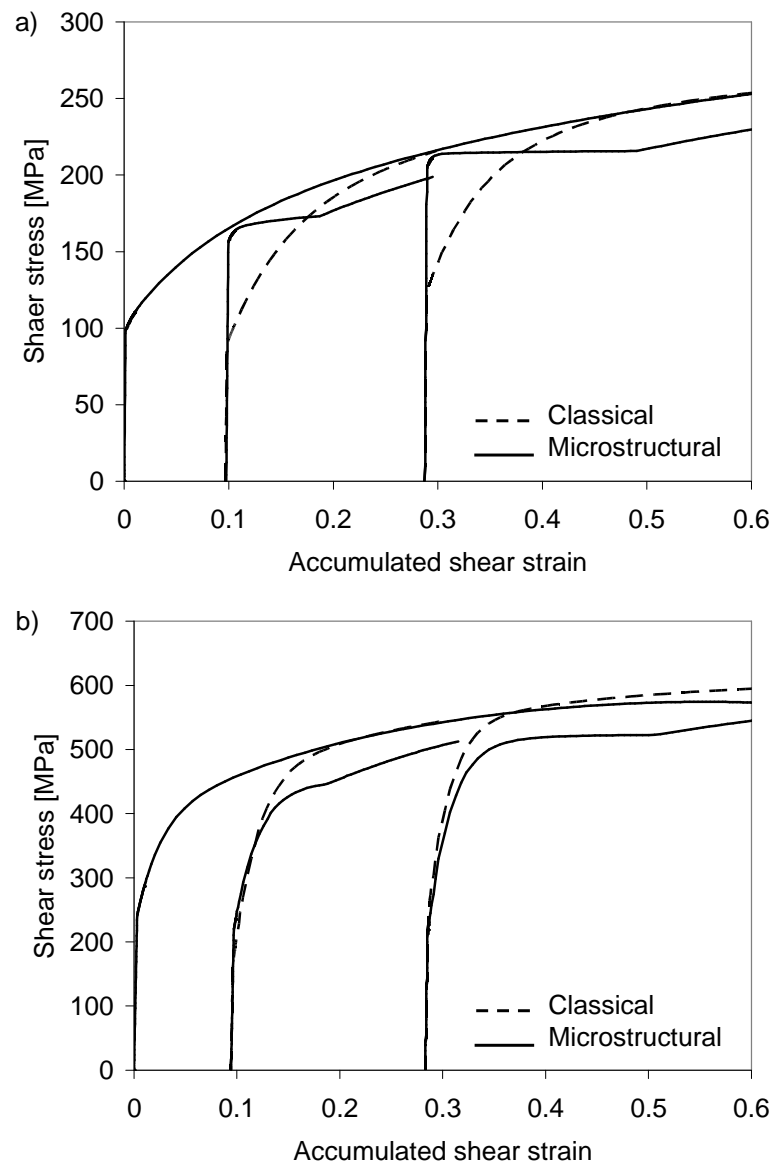 a)
300
250
200
150
100
50
0
Shaer stress [MPa]
Classical
Microstructural
0 0.1 0.2 0.3 0.4 0.5 0.6
Accumulated shear strain
b)
700
600
500
400
300
200
100
0
Shear stress [MPa]
Classical
Microstructural
0 0.1 0.2 0.3 0.4 0.5 0.6
Accumulated shear strain